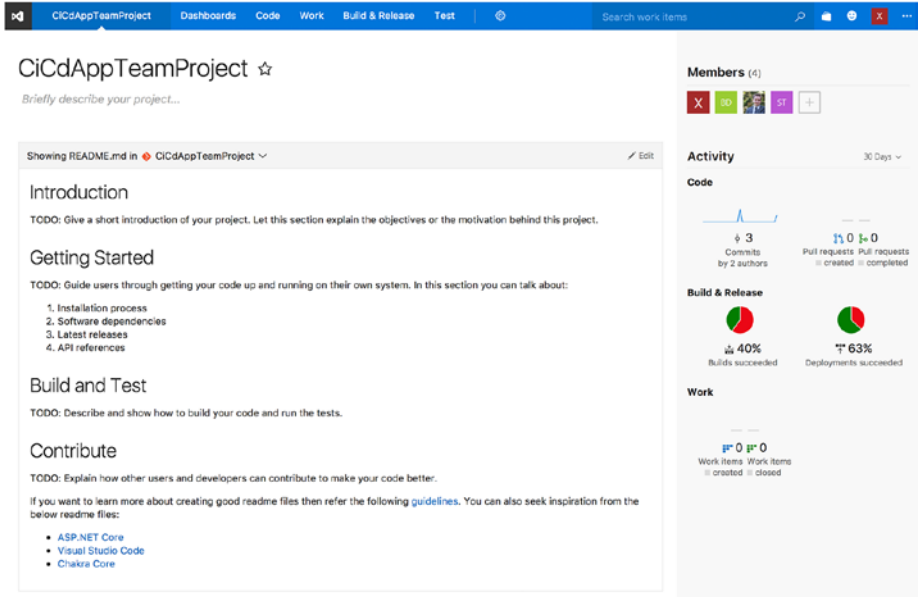 CiCdAppTeamProject Dashboards Code Work Build & Release Test Search work items X
CiCdAppTeamProject
Briefly describe your project...
Members (4)
X BD ST
Showing README.md in CiCdAppTeamProject Edit
Activity 30 Days
Introduction
TODO: Give a short introduction of your project. Let this section explain the objectives or the motivation behind this project.
Getting Started
TODO: Guide users through getting your code up and running on their own system. In this section you can talk about:
1. Installation process
2. Software dependencies
3. Latest releases
4. API references
Build and Test
TODO: Describe and show how to build your code and run the tests.
Contribute
TODO: Explain how other users and developers can contribute to make your code better.
If you want to learn more about creating good readme files then refer the following guidelines. You can also seek inspiration from the
below readme files:
• ASP.NET Core
• Visual Studio Code
• Chakra Core
Code
3
Commits
by 2 authors
0 0
Pull requests Pull requests
created completed
Build & Release
40%
Builds succeeded
63%
Deployments succeeded
Work
0 0
Work items Work items
created closed